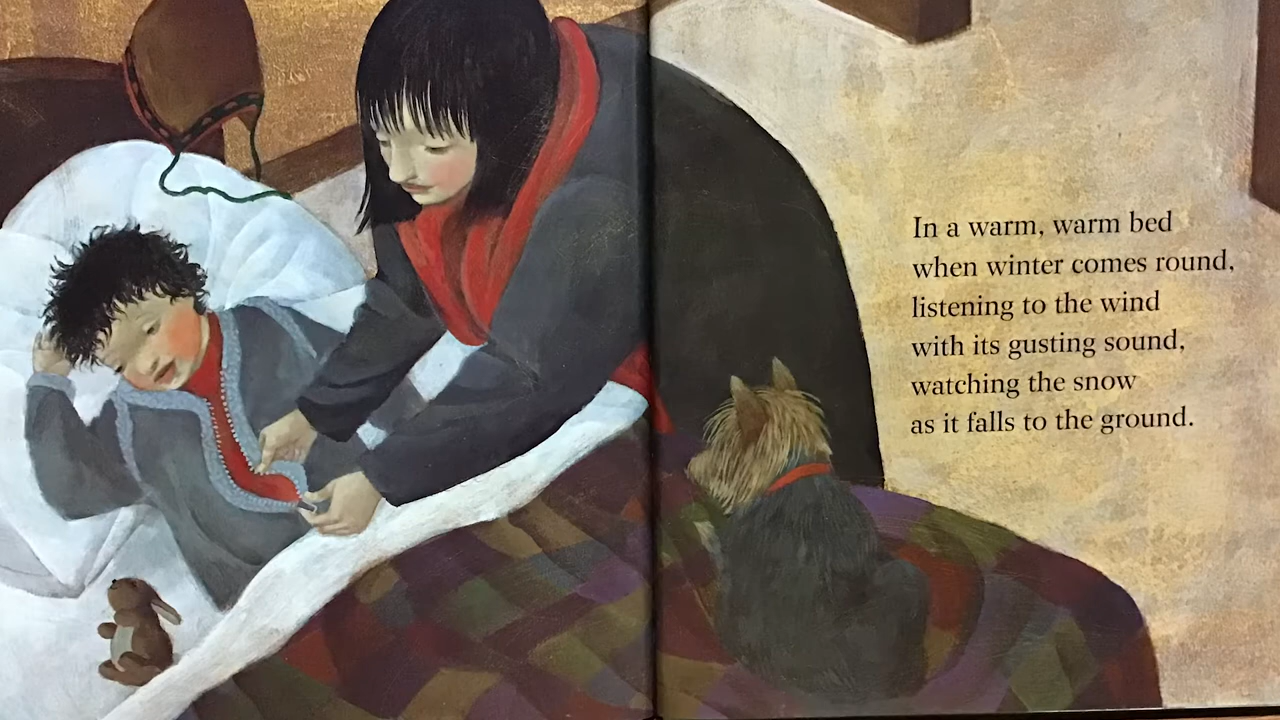 In a warm, warm bed
when winter comes round,
listening to the wind
with its gusting sound,
watching the snow
as it falls to the ground.